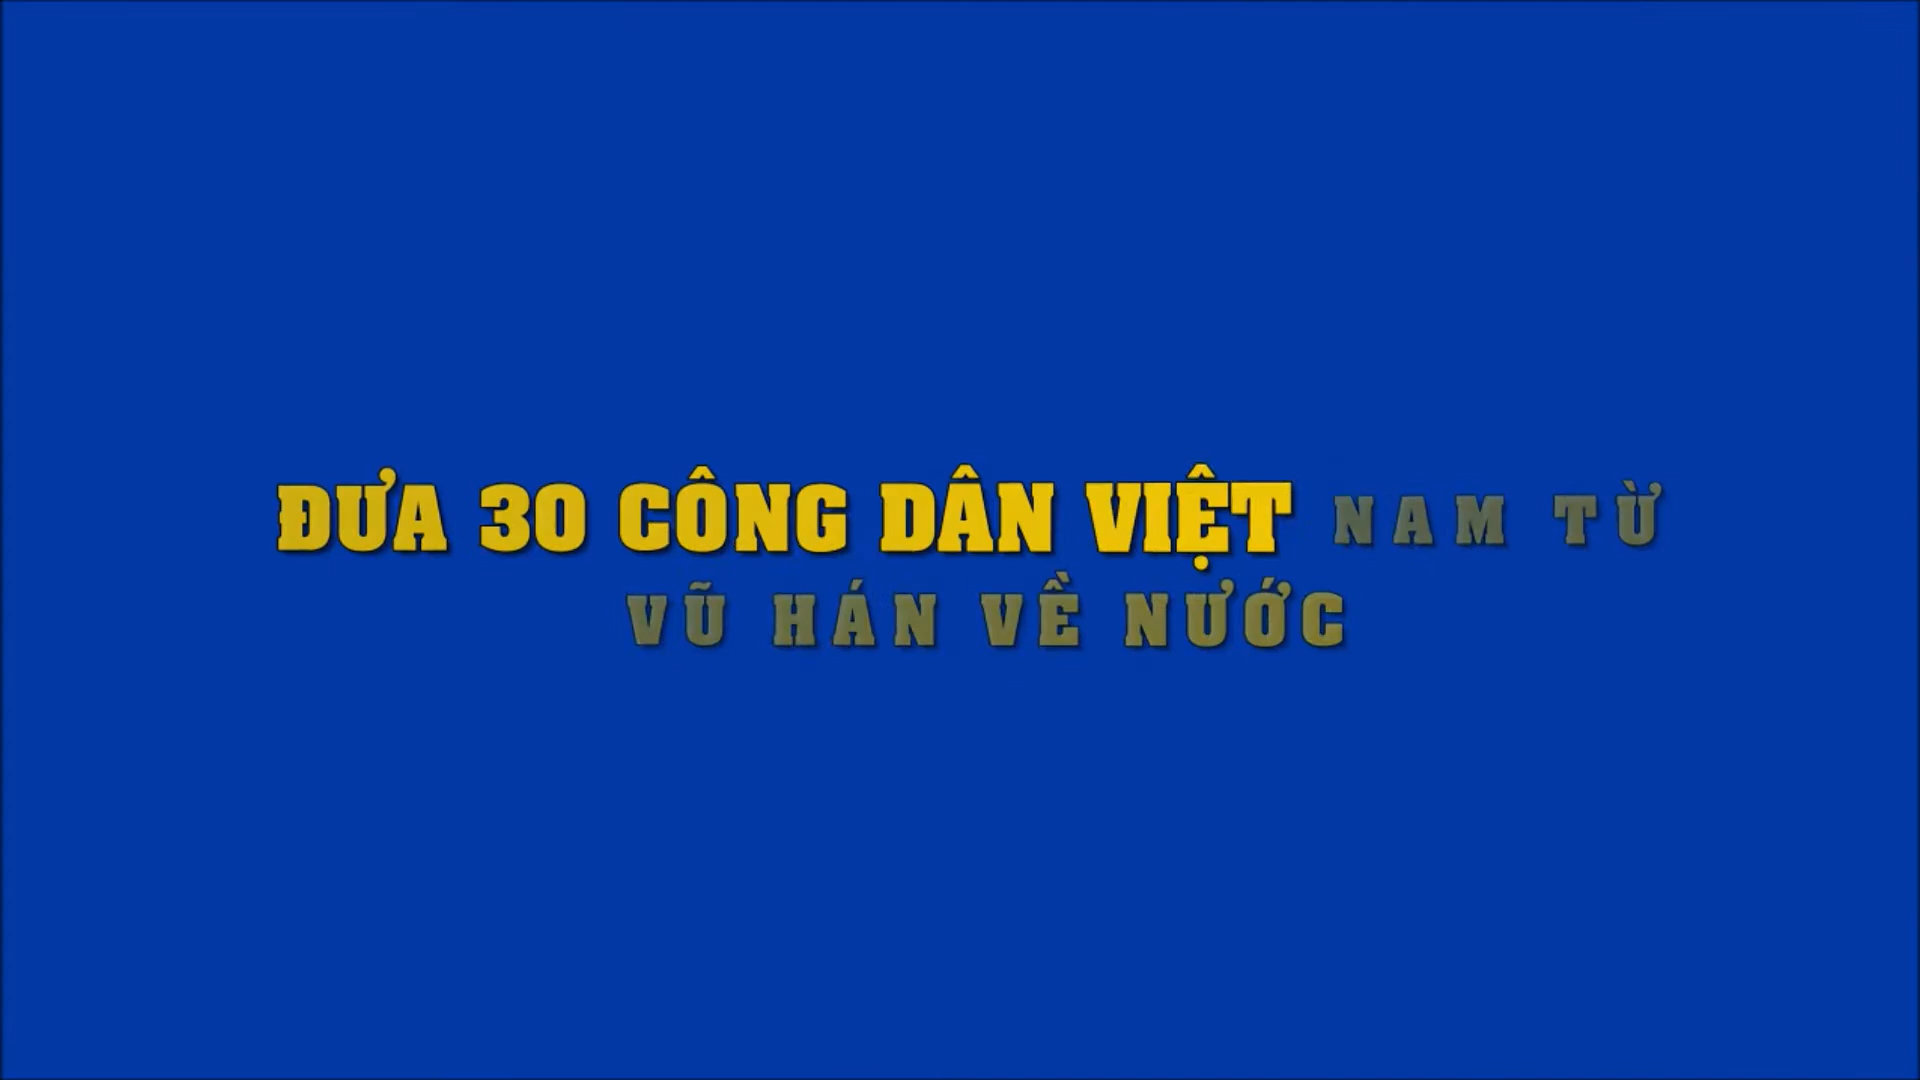 ĐƯA 30 CÔNG DÂN VIỆT NAM TỪ
VŨ HÁN VỀ NƯỚC